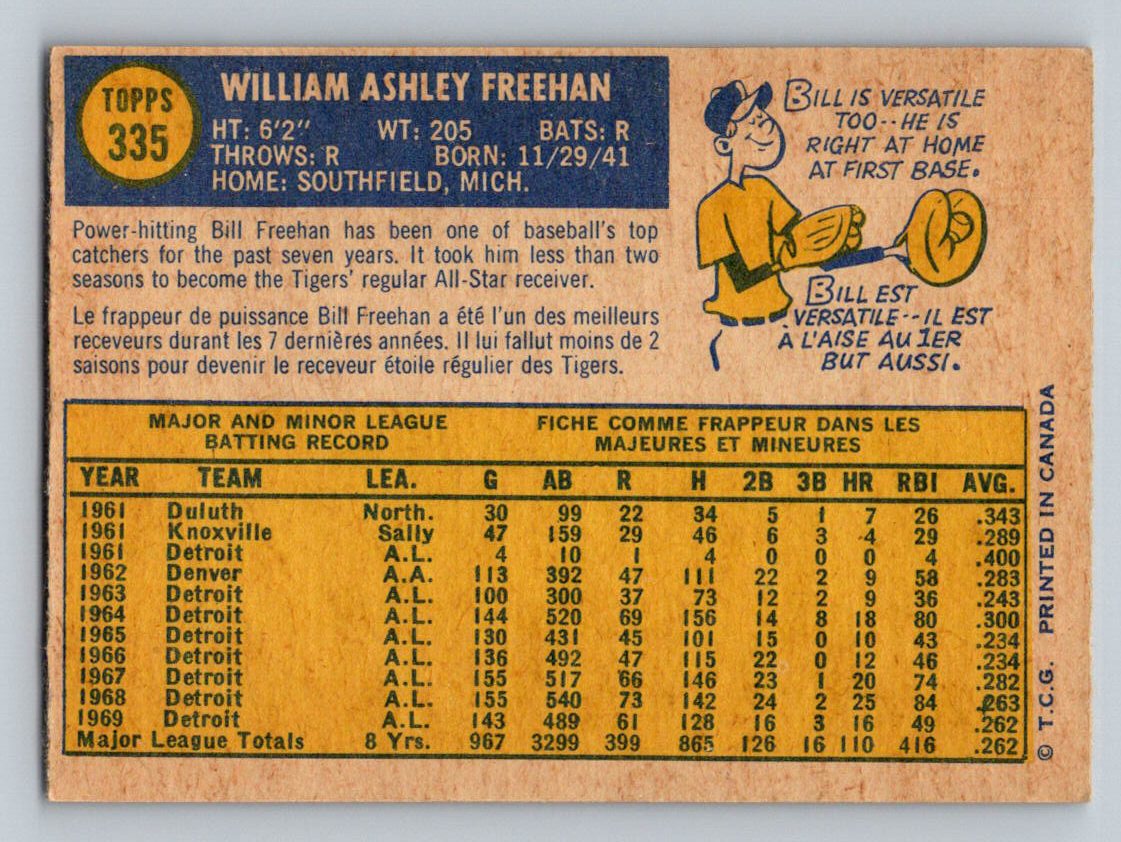 TOPPS
335
WILLIAM ASHLEY FREEHAN
HT: 6'2" WT: 205 BATS: R
THROWS: R BORN: 11/29/41
HOME: SOUTHFIELD, MICH.
Power-hitting Bill Freehan has been one of baseball's top
catchers for the past seven years. It took him less than two
seasons to become the Tigers' regular All-Star receiver.
Le frappeur de puissance Bill Freehan a été l'un des meilleurs
receveurs durant les 7 dernières années. Il lui fallut moins de 2
saisons pour devenir le receveur étoile régulier des Tigers.
BILL IS VERSATILE
TOO--HE IS
RIGHT AT HOME
AT FIRST BASE.
BILL EST
VERSATILE--IL EST
À L'AISE AU 1ER
BUT AUSSI.
MAJOR AND MINOR LEAGUE
BATTING RECORD
FICHE COMME FRAPPEUR DANS LES
MAJEURES ET MINEURES
YEAR TEAM LEA. G AB R H 2B 3B HR RBI AVG.
1961 Duluth North. 30 99 22 34 5 1 7 26 .343
1961 Knoxville Sally 47 159 29 46 6 3 4 29 .289
1961 Detroit A.L. 4 10 1 4 0 0 0 4 .400
1962 Denver A.A. 113 392 47 111 22 2 9 58 .283
1963 Detroit A.L. 100 300 37 73 12 2 9 36 .243
1964 Detroit A.L. 144 520 69 156 14 8 18 80 .300
1965 Detroit A.L. 130 431 45 101 15 0 10 43 .234
1966 Detroit A.L. 136 492 47 115 22 0 12 46 .234
1967 Detroit A.L. 155 517 66 146 23 1 20 74 .282
1968 Detroit A.L. 155 540 73 142 24 2 25 84 .263
1969 Detroit A.L. 143 489 61 128 16 3 16 49 .262
Major League Totals 8 Yrs. 967 3299 399 865 126 16 110 416 .262
© T.C.G. PRINTED IN CANADA